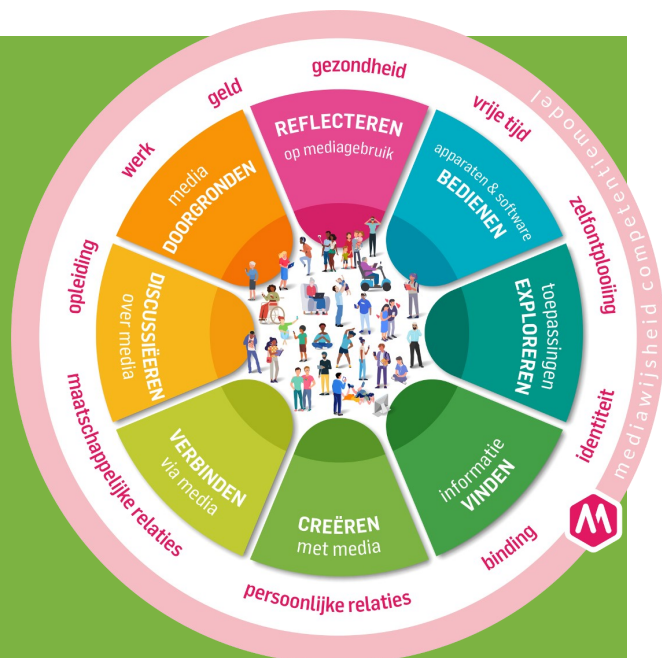 mediawijsheid competentiemodel
gezondheid
vrije tijd
zelfontplooiing
identiteit
binding
persoonlijke relaties
maatschappelijke relaties
opleiding
werk
geld
REFLECTEREN
op mediagebruik
apparaten & software
BEDIENEN
toepassingen
EXPLOREREN
informatie
VINDEN
CREËREN
met media
VERBINDEN
via media
DISCUSSIËEREN
over media
media
DOORGRONDEN